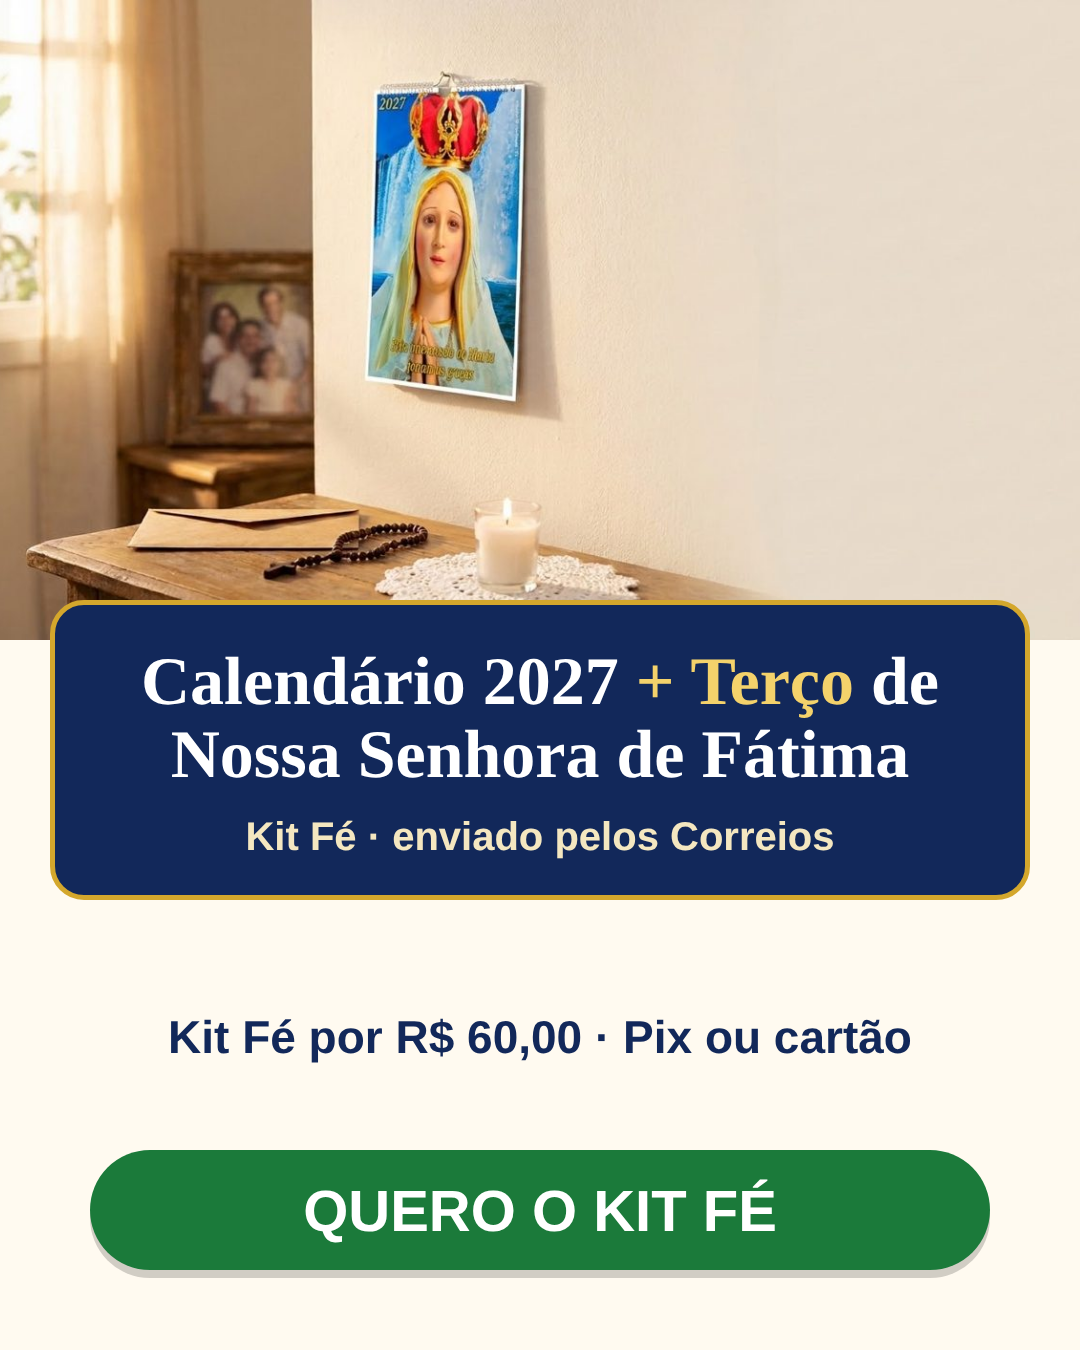 2027
Calendário 2027 + Terço de
Nossa Senhora de Fátima
Kit Fé · enviado pelos Correios
Kit Fé por R$ 60,00 · Pix ou cartão
QUERO O KIT FÉ